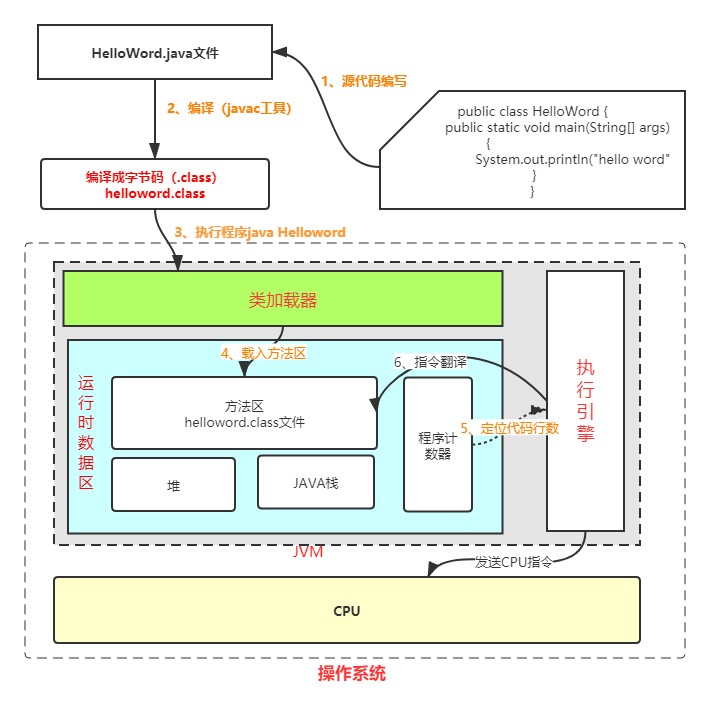 HelloWord.java文件
1、源代码编写
2、编译（javac工具）
public class HelloWord {
public static void main(String[] args)
{
System.out.println("hello word"
}
}
编译成字节码（.class）
helloword.class
3、执行程序java Helloword
类加载器
4、载入方法区
运行时数据区
方法区
helloword.class文件
堆
JAVA栈
程序计
数器
6、指令翻译
5、定位代码行数
执行引擎
JVM
发送CPU指令
CPU
操作系统